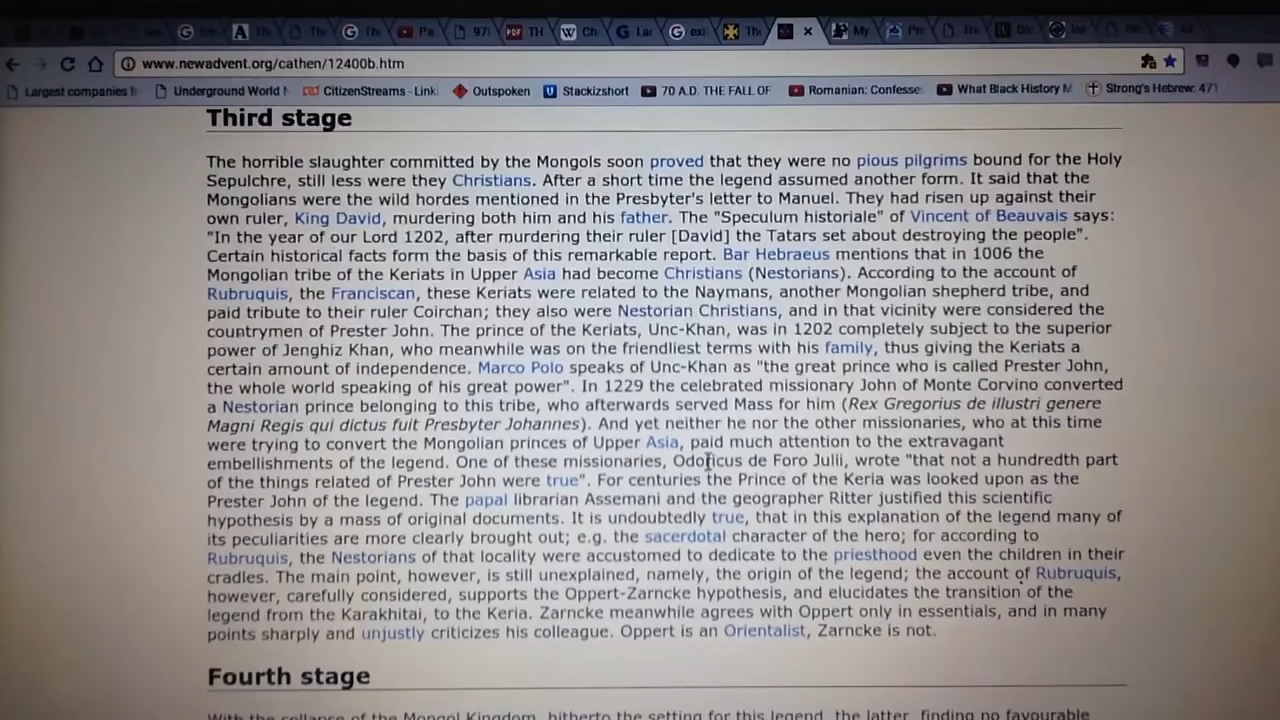 www.newadvent.org/cathen/12400b.htm
Largest companies
Underground World
CitizenStreams - Link
Outspoken
Stackizshort
70 A.D. THE FALL OF
Romanian: Confesse
What Black History M
Strong's Hebrew: 471
Third stage
The horrible slaughter committed by the Mongols soon proved that they were no pious pilgrims bound for the Holy
Sepulchre, still less were they Christians. After a short time the legend assumed another form. It said that the
Mongolians were the wild hordes mentioned in the Presbyter's letter to Manuel. They had risen up against their
own ruler, King David, murdering both him and his father. The "Speculum historiale" of Vincent of Beauvais says:
"In the year of our Lord 1202, after murdering their ruler [David] the Tatars set about destroying the people".
Certain historical facts form the basis of this remarkable report. Bar Hebraeus mentions that in 1006 the
Mongolian tribe of the Keriats in Upper Asia had become Christians (Nestorians). According to the account of
Rubruquis, the Franciscan, these Keriats were related to the Naymans, another Mongolian shepherd tribe, and
paid tribute to their ruler Coirchan; they also were Nestorian Christians, and in that vicinity were considered the
countrymen of Prester John. The prince of the Keriats, Unc-Khan, was in 1202 completely subject to the superior
power of Jenghiz Khan, who meanwhile was on the friendliest terms with his family, thus giving the Keriats a
certain amount of independence. Marco Polo speaks of Unc-Khan as "the great prince who is called Prester John,
the whole world speaking of his great power". In 1229 the celebrated missionary John of Monte Corvino converted
a Nestorian prince belonging to this tribe, who afterwards served Mass for him (Rex Gregorius de illustri genere
Magni Regis qui dictus fuit Presbyter Johannes). And yet neither he nor the other missionaries, who at this time
were trying to convert the Mongolian princes of Upper Asia, paid much attention to the extravagant
embellishments of the legend. One of these missionaries, Odoricus de Foro Julii, wrote "that not a hundredth part
of the things related of Prester John were true". For centuries the Prince of the Keria was looked upon as the
Prester John of the legend. The papal librarian Assemani and the geographer Ritter justified this scientific
hypothesis by a mass of original documents. It is undoubtedly true, that in this explanation of the legend many of
its peculiarities are more clearly brought out; e.g. the sacerdotal character of the hero; for according to
Rubruquis, the Nestorians of that locality were accustomed to dedicate to the priesthood even the children in their
cradles. The main point, however, is still unexplained, namely, the origin of the legend; the account of Rubruquis,
however, carefully considered, supports the Oppert-Zarncke hypothesis, and elucidates the transition of the
legend from the Karakhitai, to the Keria. Zarncke meanwhile agrees with Oppert only in essentials, and in many
points sharply and unjustly criticizes his colleague. Oppert is an Orientalist, Zarncke is not.
Fourth stage
With the collapse of the Mongol Kingdom, hitherto the setting for this legend, the latter, finding no favourable